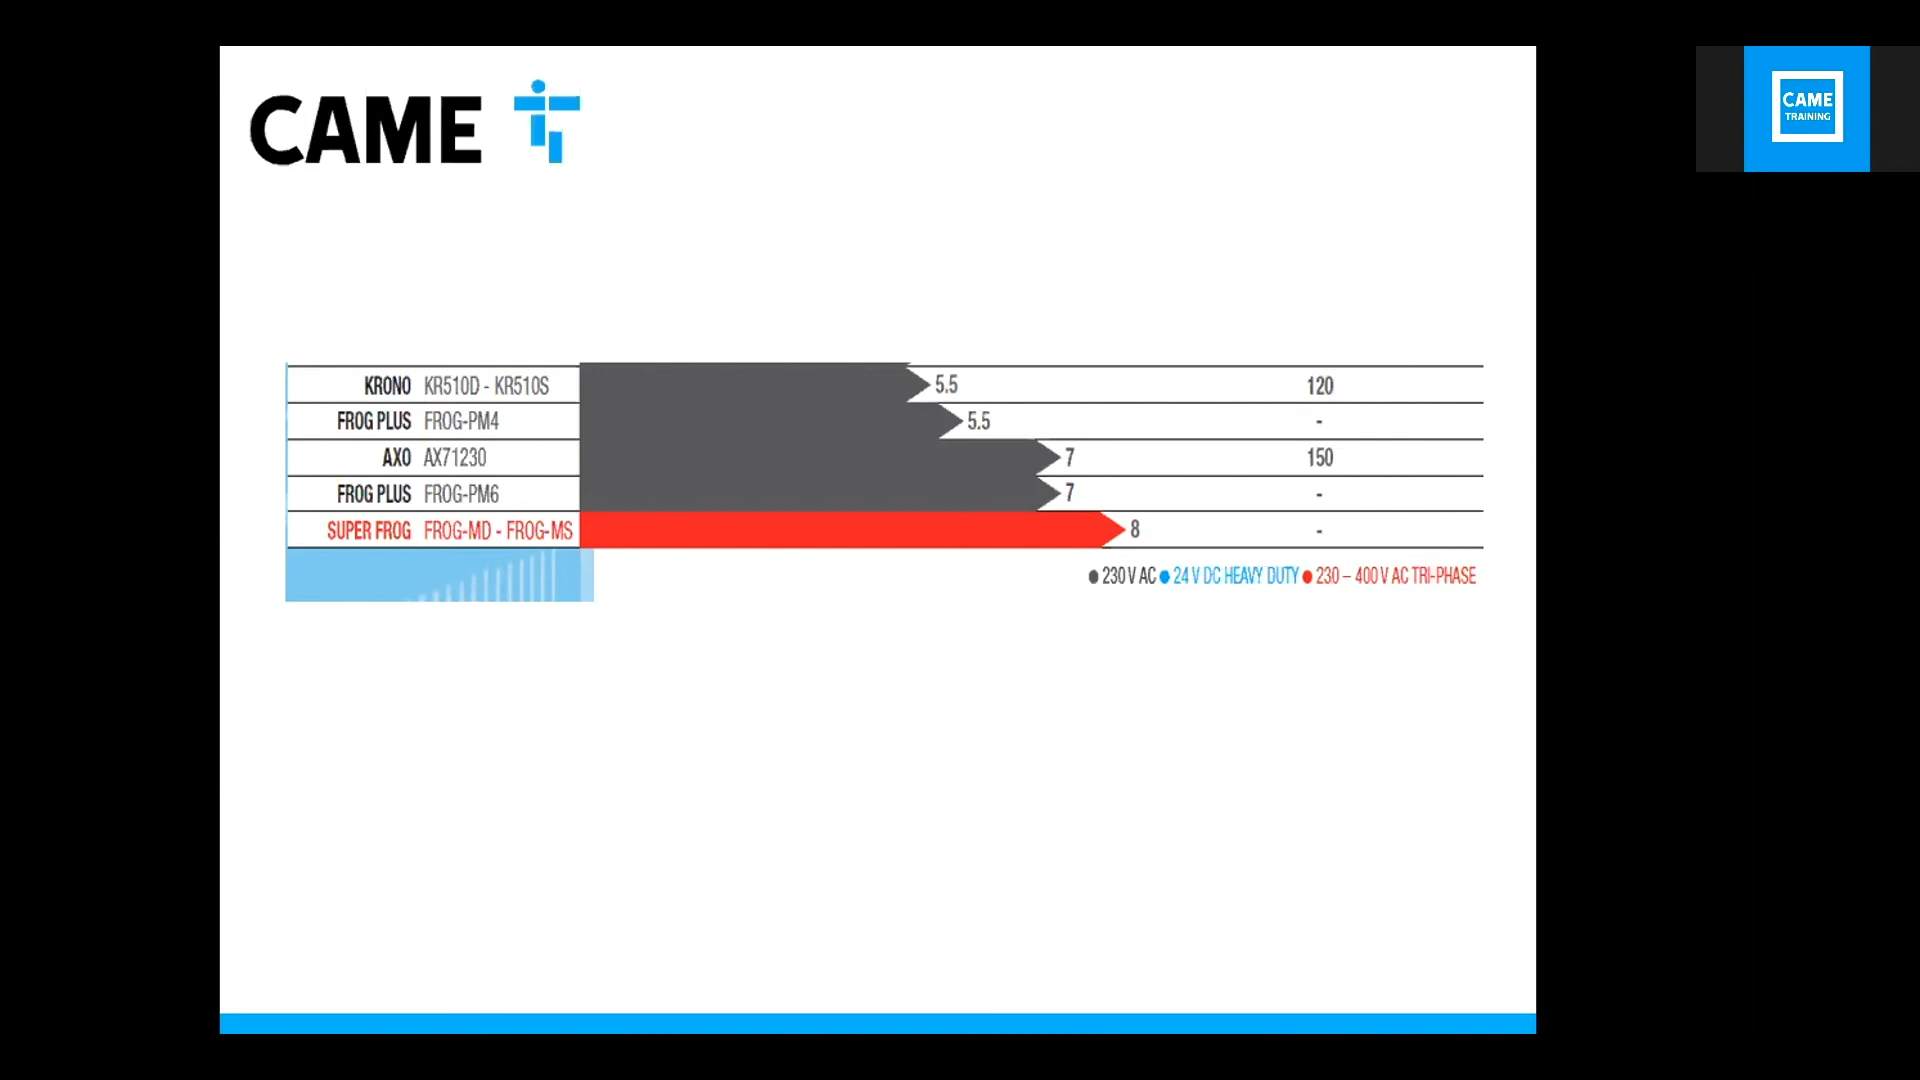 CAME
CAME
TRAINING
KRONO KR510D - KR510S 5.5 120
FROG PLUS FROG-PM4 5.5 -
AXO AX71230 7 150
FROG PLUS FROG-PM6 7 -
SUPER FROG FROG-MD - FROG-MS 8 -
230 V AC 24 V DC HEAVY DUTY 230 – 400 V AC TRI-PHASE